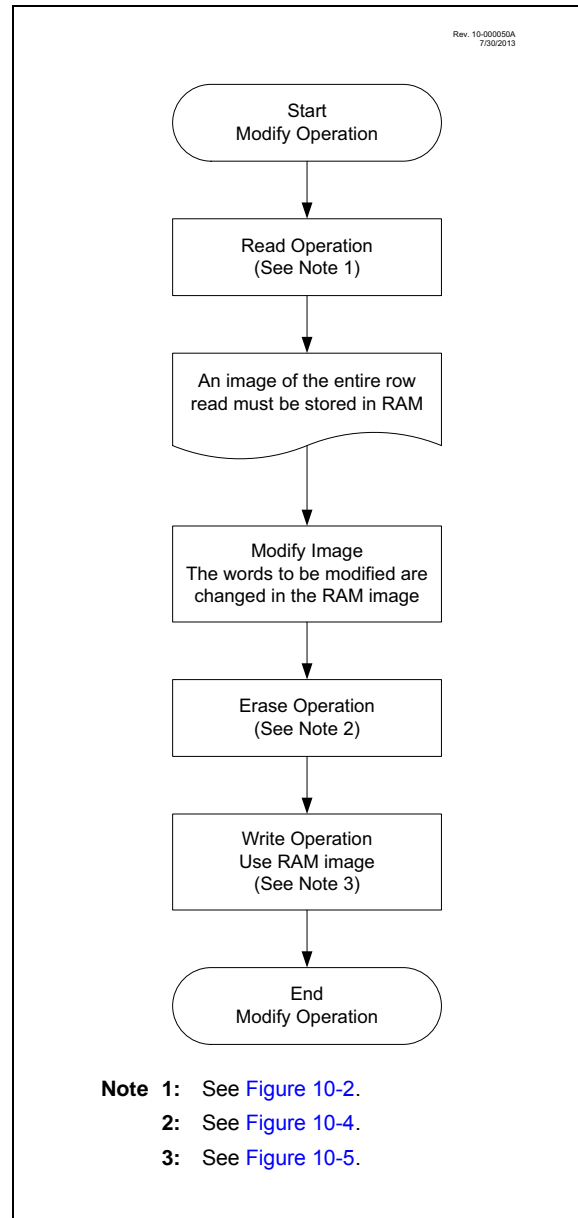 Rev. 10-000050A
7/30/2013
Start
Modify Operation
Read Operation
(See Note 1)
An image of the entire row
read must be stored in RAM
Modify Image
The words to be modified are
changed in the RAM image
Erase Operation
(See Note 2)
Write Operation
Use RAM image
(See Note 3)
End
Modify Operation
Note 1: See Figure 10-2.
2: See Figure 10-4.
3: See Figure 10-5.